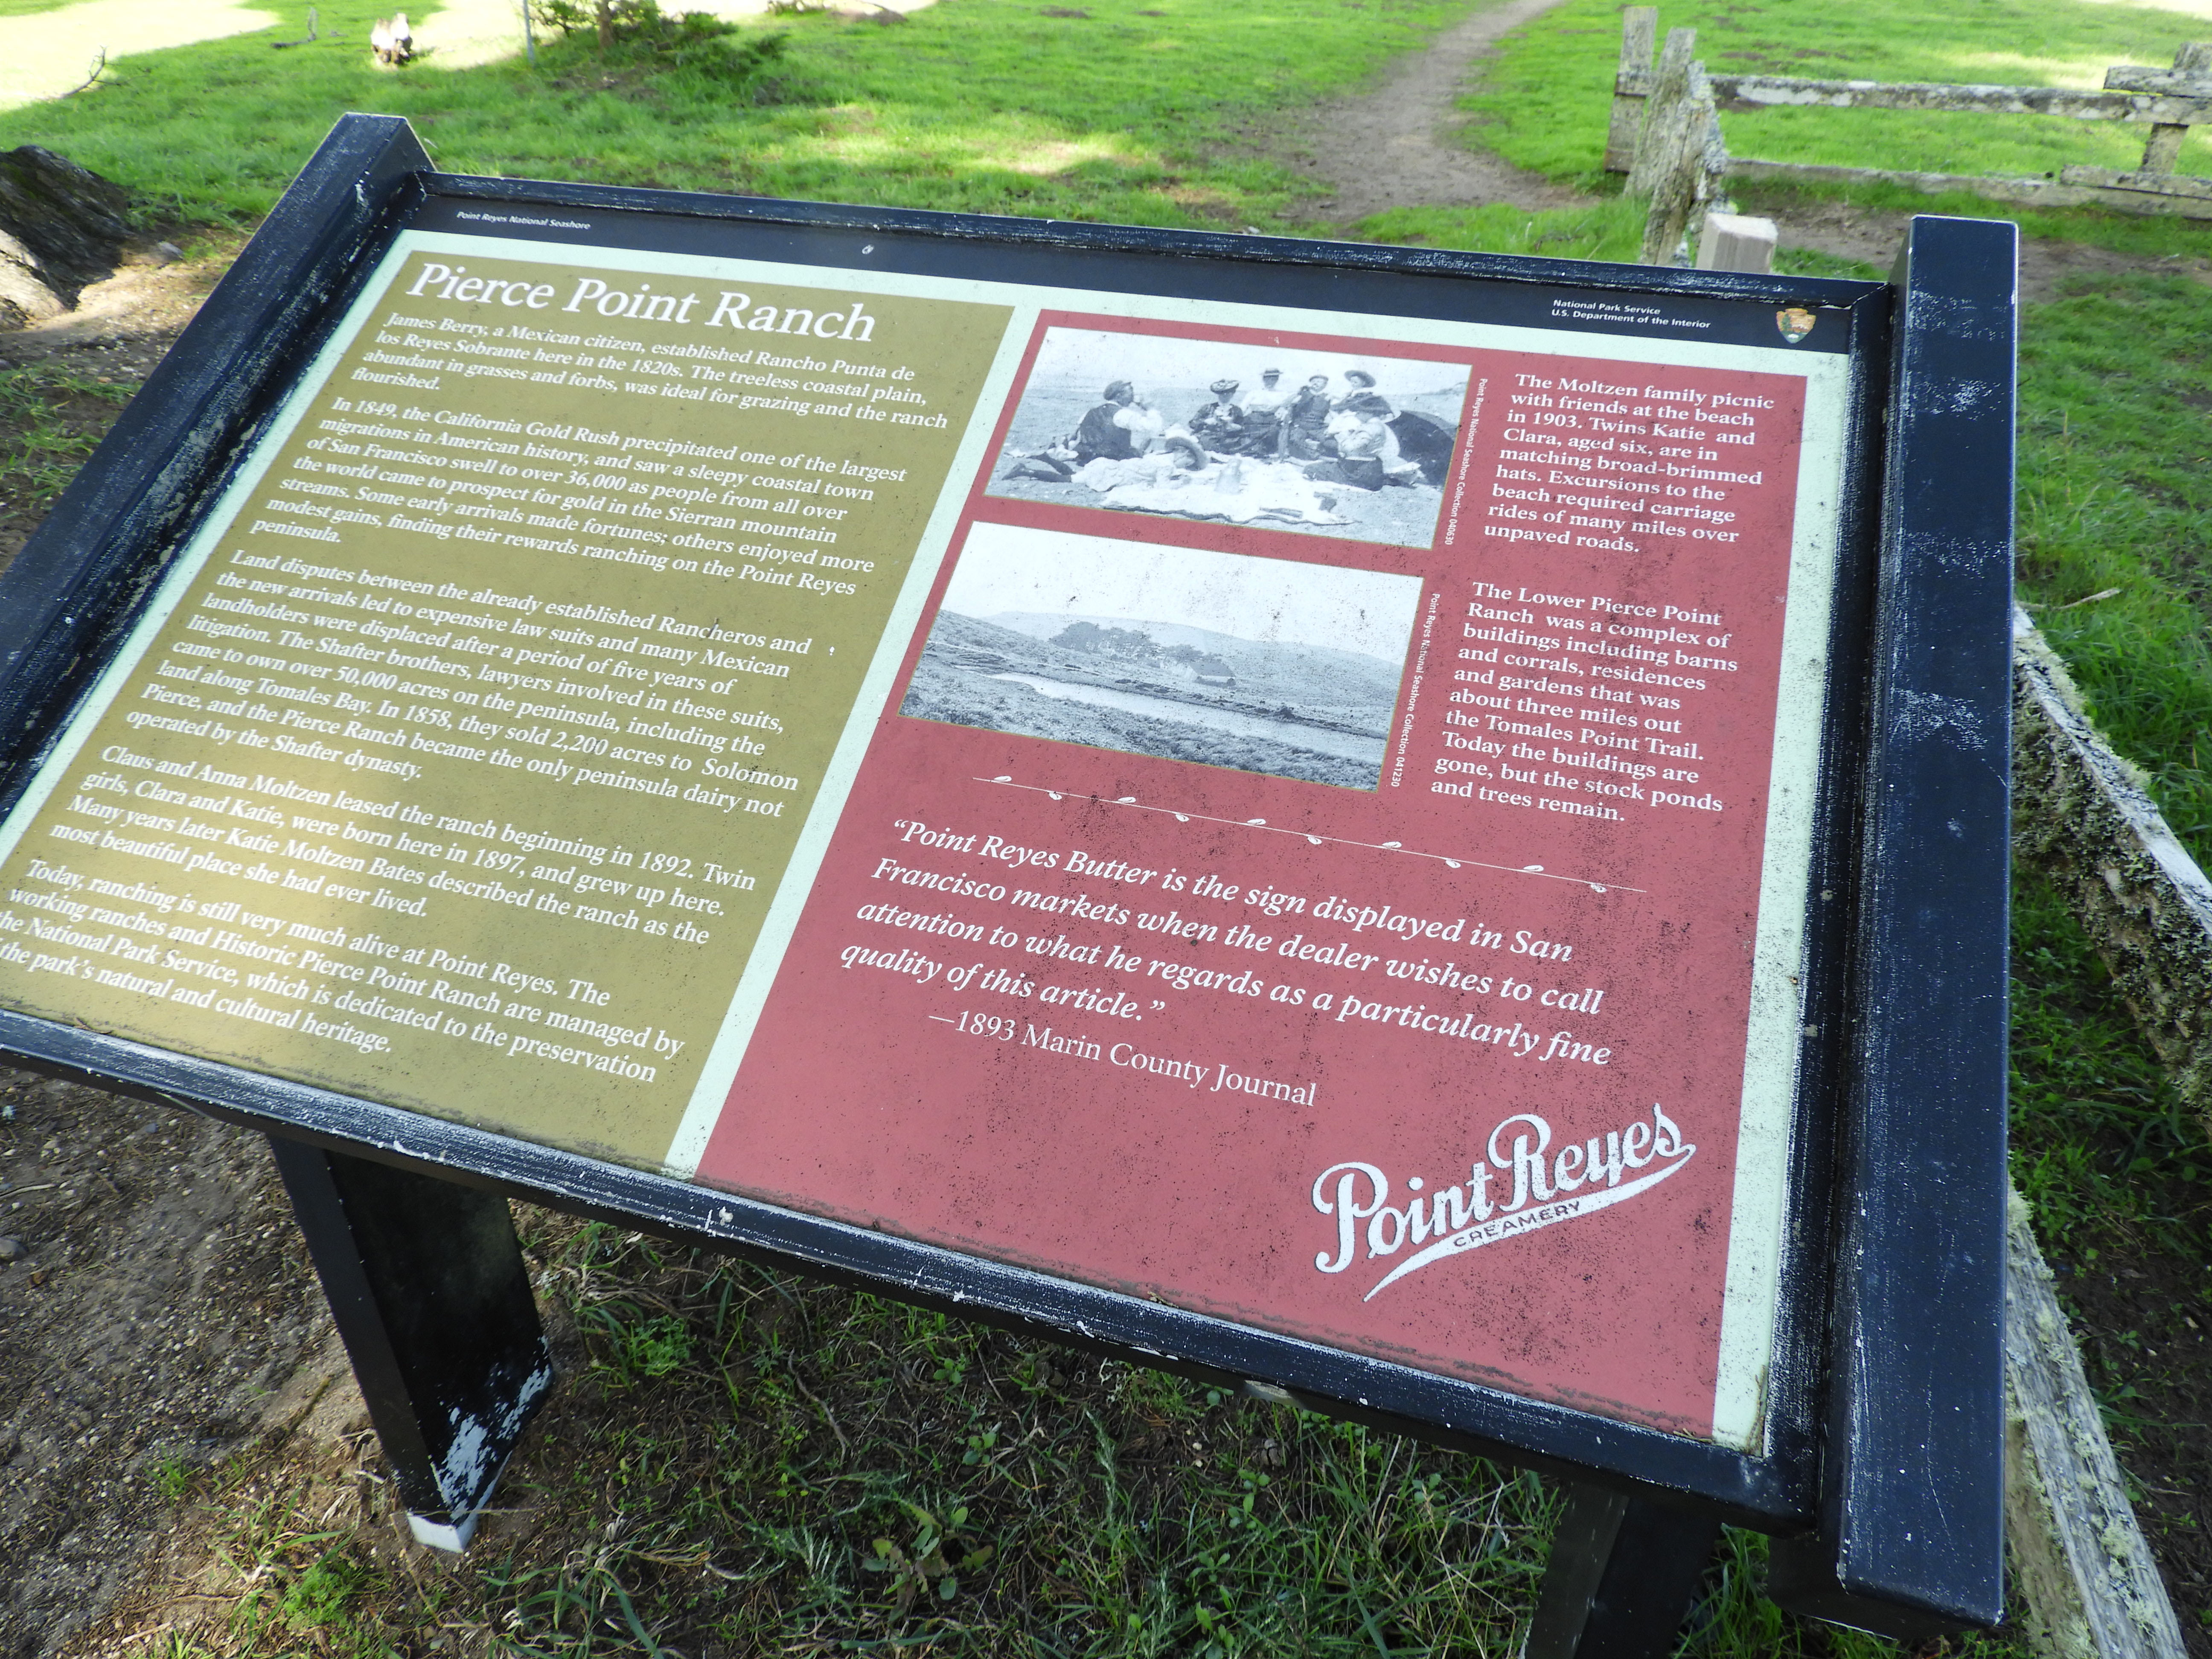 Point Reyes National Seashore
National Park Service
U.S. Department of the Interior
Pierce Point Ranch
James Berry, a Mexican citizen, established Rancho Punta de
los Reyes Sobrante here in the 1820s. The treeless coastal plain,
abundant in grasses and forbs, was ideal for grazing and the ranch
flourished.
In 1849, the California Gold Rush precipitated one of the largest
migrations in American history, and saw a sleepy coastal town
of San Francisco swell to over 36,000 as people from all over
the world came to prospect for gold in the Sierran mountain
streams. Some early arrivals made fortunes; others enjoyed more
modest gains, finding their rewards ranching on the Point Reyes
peninsula.
Land disputes between the already established Rancheros and
the new arrivals led to expensive law suits and many Mexican
landholders were displaced after a period of five years of
litigation. The Shafter brothers, lawyers involved in these suits,
came to own over 50,000 acres on the peninsula, including the
land along Tomales Bay. In 1858, they sold 2,200 acres to Solomon
Pierce, and the Pierce Ranch became the only peninsula dairy not
operated by the Shafter dynasty.
Claus and Anna Moltzen leased the ranch beginning in 1892. Twin
girls, Clara and Katie, were born here in 1897, and grew up here.
Many years later Katie Moltzen Bates described the ranch as the
most beautiful place she had ever lived.
Today, ranching is still very much alive at Point Reyes. The
working ranches and Historic Pierce Point Ranch are managed by
the National Park Service, which is dedicated to the preservation
the park's natural and cultural heritage.
Point Reyes National Seashore Collection 040630
The Moltzen family picnic
with friends at the beach
in 1903. Twins Katie and
Clara, aged six, are in
matching broad-brimmed
hats. Excursions to the
beach required carriage
rides of many miles over
unpaved roads.
Point Reyes National Seashore Collection 041230
The Lower Pierce Point
Ranch was a complex of
buildings including barns
and corrals, residences
and gardens that was
about three miles out
the Tomales Point Trail.
Today the buildings are
gone, but the stock ponds
and trees remain.
“Point Reyes Butter is the sign displayed in San
Francisco markets when the dealer wishes to call
attention to what he regards as a particularly fine
quality of this article.”
—1893 Marin County Journal
Point Reyes
CREAMERY